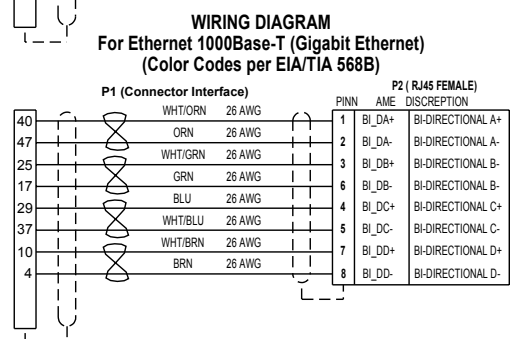 WIRING DIAGRAM
For Ethernet 1000Base-T (Gigabit Ethernet)
(Color Codes per EIA/TIA 568B)
P1 (Connector Interface)
P2 ( RJ45 FEMALE)
PINN AME DISCREPTION
40 WHT/ORN 26 AWG 1 BI_DA+ BI-DIRECTIONAL A+
47 ORN 26 AWG 2 BI_DA- BI-DIRECTIONAL A-
25 WHT/GRN 26 AWG 3 BI_DB+ BI-DIRECTIONAL B-
17 GRN 26 AWG 6 BI_DB- BI-DIRECTIONAL B-
29 BLU 26 AWG 4 BI_DC+ BI-DIRECTIONAL C+
37 WHT/BLU 26 AWG 5 BI_DC- BI-DIRECTIONAL C-
10 WHT/BRN 26 AWG 7 BI_DD+ BI-DIRECTIONAL D+
4 BRN 26 AWG 8 BI_DD- BI-DIRECTIONAL D-